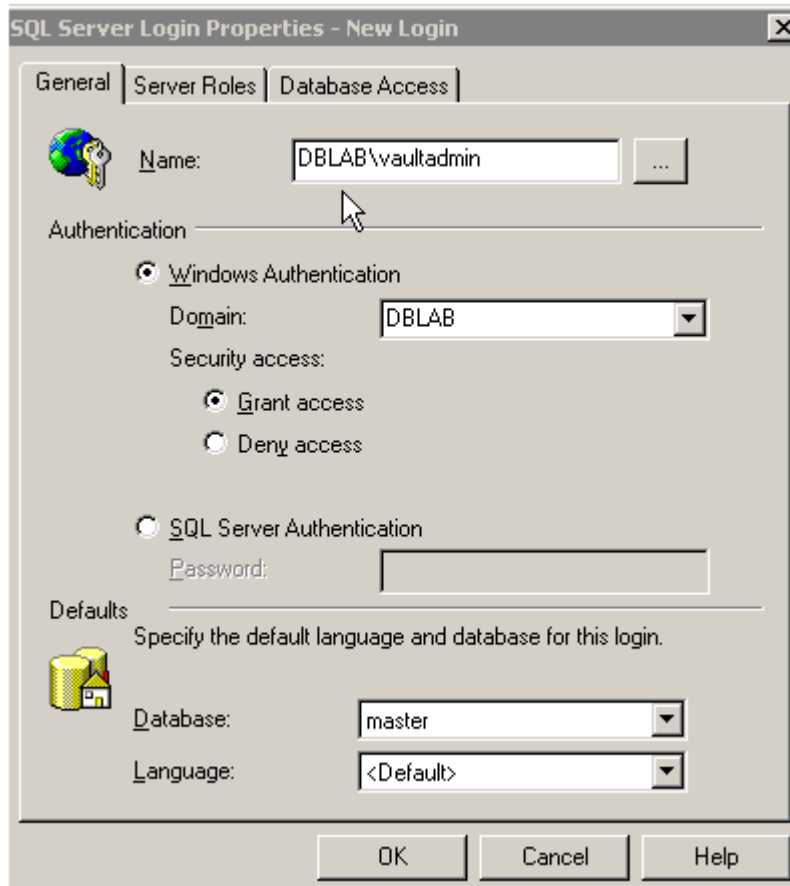 SQL Server Login Properties - New Login
General Server Roles Database Access
Name: DBLAB\vaultadmin ...
Authentication
Windows Authentication
Domain: DBLAB
Security access:
Grant access
Deny access
SQL Server Authentication
Password:
Defaults
Specify the default language and database for this login.
Database: master
Language: <Default>
OK Cancel Help